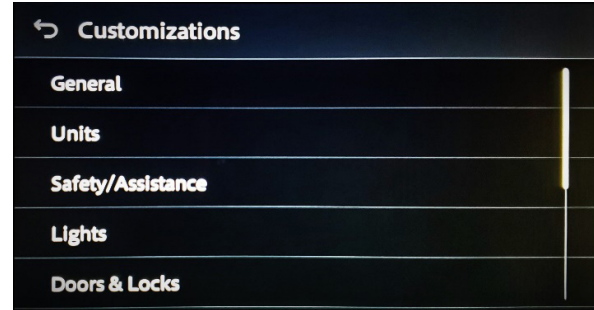 Customizations
General
Units
Safety/Assistance
Lights
Doors & Locks